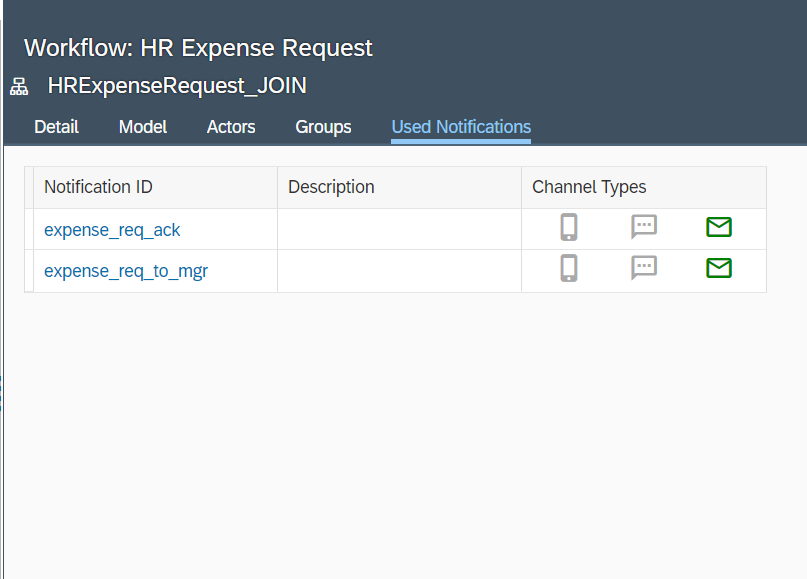 Workflow: HR Expense Request
HRExpenseRequest_JOIN
Detail Model Actors Groups Used Notifications
Notification ID Description Channel Types
expense_req_ack
expense_req_to_mgr